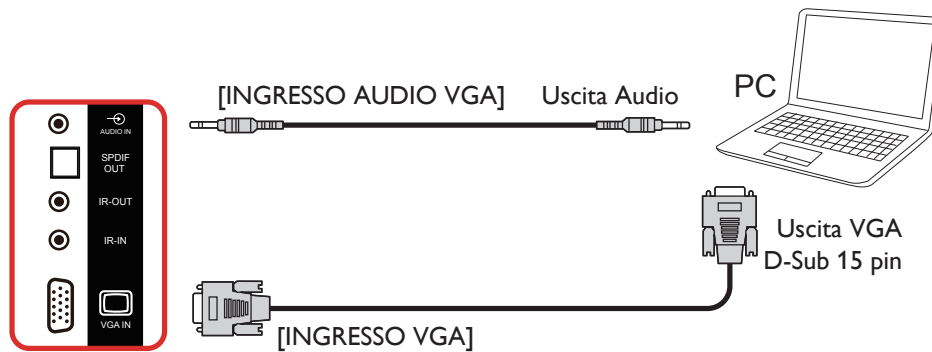 [INGRESSO AUDIO VGA]
Uscita Audio
PC
AUDIO IN
SPDIF
OUT
IR-OUT
IR-IN
VGA IN
Uscita VGA
D-Sub 15 pin
[INGRESSO VGA]